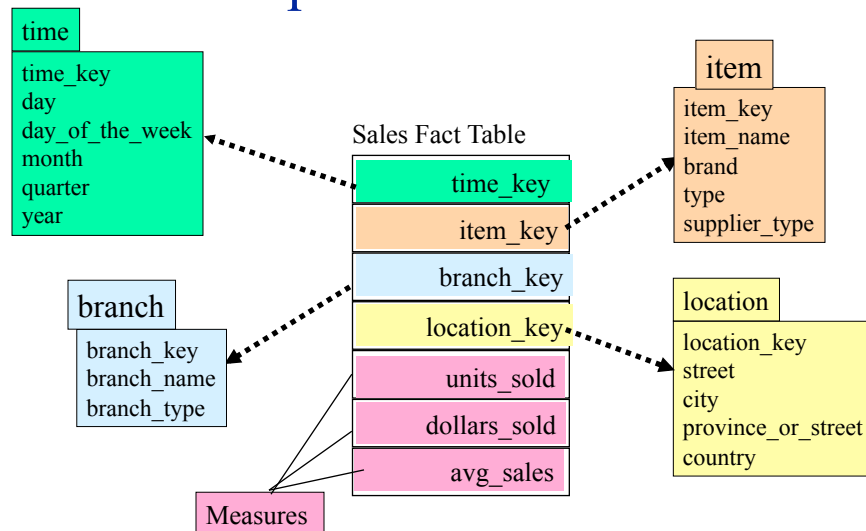 time
time_key
day
day_of_the_week
month
quarter
year
item
item_key
item_name
brand
type
supplier_type
Sales Fact Table
time_key
item_key
branch_key
location_key
units_sold
dollars_sold
avg_sales
branch
branch_key
branch_name
branch_type
location
location_key
street
city
province_or_street
country
Measures